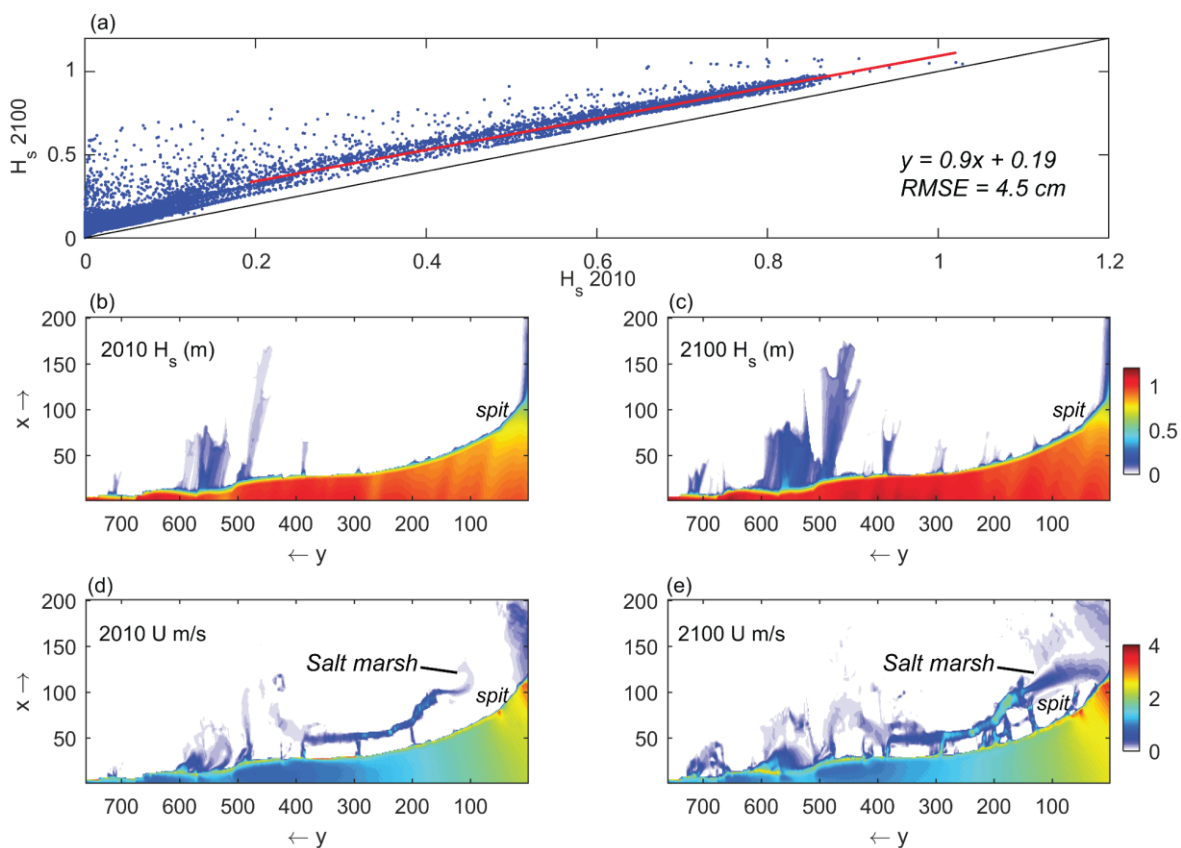 (a)
H_s 2100
1
0.5
0
y = 0.9x + 0.19
RMSE = 4.5 cm
0 0.2 0.4 0.6 0.8 1 1.2
H_s 2010
(b)
200
150
100
50
x →
2010 H_s (m)
spit
700 600 500 400 300 200 100
← y
(c)
200
150
100
50
x →
2100 H_s (m)
spit
700 600 500 400 300 200 100
← y
1
0.5
0
(d)
200
150
100
50
x →
2010 U m/s
Salt marsh
spit
700 600 500 400 300 200 100
← y
(e)
200
150
100
50
x →
2100 U m/s
Salt marsh
spit
700 600 500 400 300 200 100
← y
4
2
0